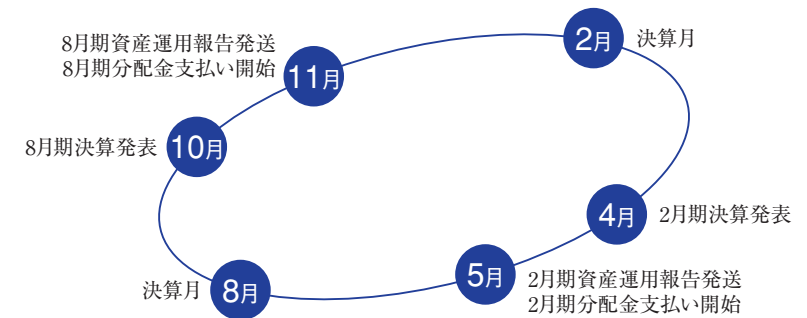 2月
決算月
8月期資産運用報告発送
8月期分配金支払い開始
11月
8月期決算発表
10月
4月
2月期決算発表
5月
2月期資産運用報告発送
2月期分配金支払い開始
決算月
8月